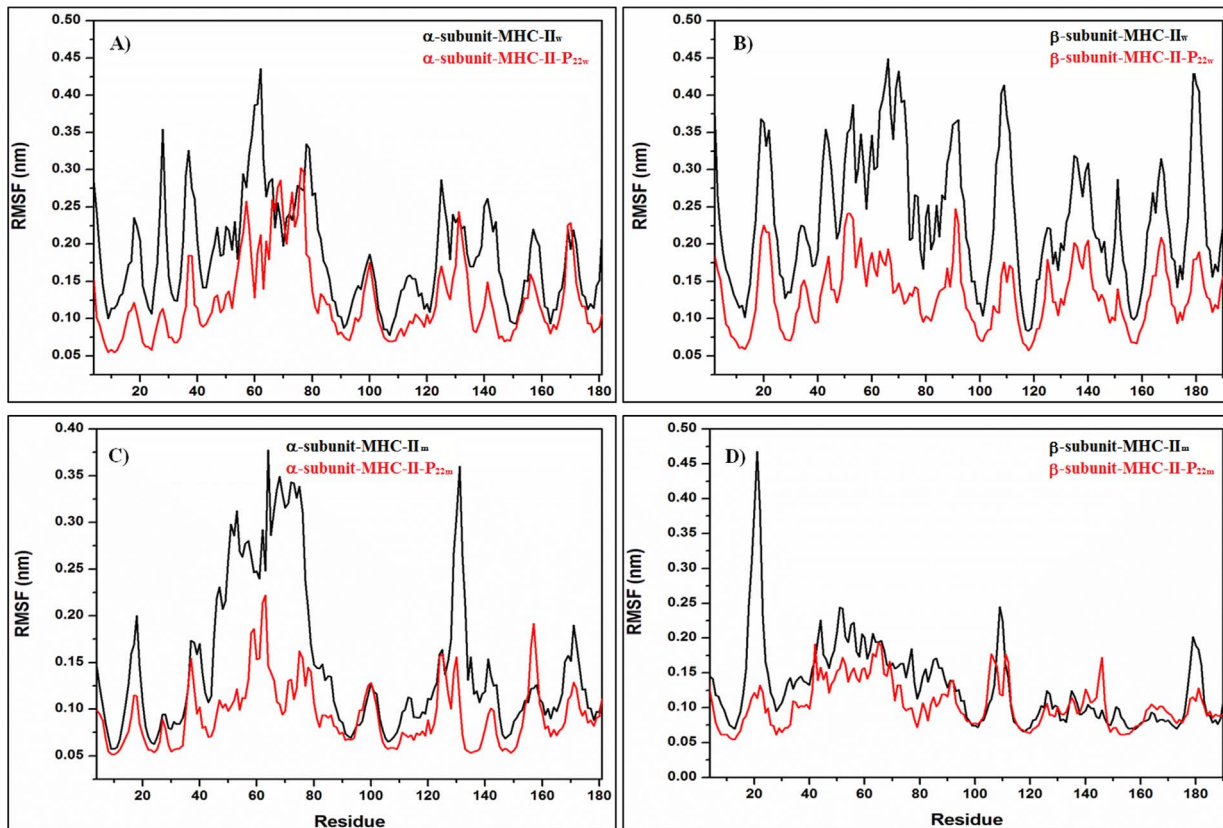 A)
α-subunit-MHC-IIw
α-subunit-MHC-II-P22w
RMSF (nm)
0.50
0.45
0.40
0.35
0.30
0.25
0.20
0.15
0.10
0.05
20 40 60 80 100 120 140 160 180
B)
β-subunit-MHC-IIw
β-subunit-MHC-II-P22w
RMSF (nm)
0.50
0.45
0.40
0.35
0.30
0.25
0.20
0.15
0.10
0.05
20 40 60 80 100 120 140 160 180
Residue
C)
α-subunit-MHC-IIm
α-subunit-MHC-II-P22m
RMSF (nm)
0.40
0.35
0.30
0.25
0.20
0.15
0.10
0.05
20 40 60 80 100 120 140 160 180
Residue
D)
β-subunit-MHC-IIm
β-subunit-MHC-II-P22m
RMSF (nm)
0.50
0.45
0.40
0.35
0.30
0.25
0.20
0.15
0.10
0.05
0.00
20 40 60 80 100 120 140 160 180
Residue